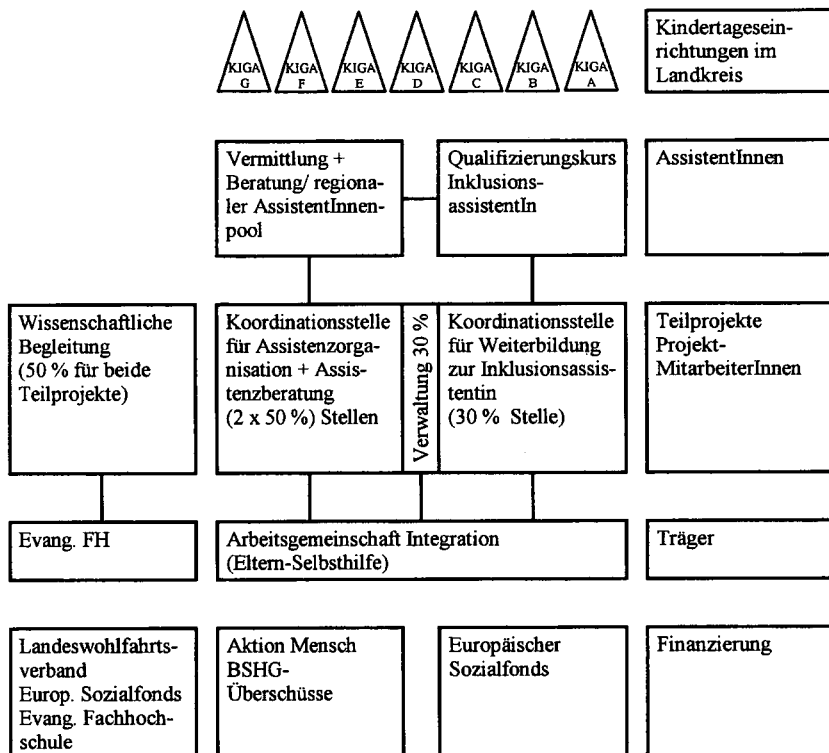 KIGA
G
KIGA
F
KIGA
E
KIGA
D
KIGA
C
KIGA
B
KIGA
A
Kindertagesein-
richtungen im
Landkreis
Vermittlung +
Beratung/ regiona-
ler AssistentInnen-
pool
Qualifizierungskurs
Inklusions-
assistentIn
AssistentInnen
Wissenschaftliche
Begleitung
(50 % für beide
Teilprojekte)
Koordinationsstelle
für Assistenzorga-
nisation + Assis-
tenzberatung
(2 x 50 %) Stellen
Verwaltung 30 %
Koordinationsstelle
für Weiterbildung
zur Inklusionsassis-
tentin
(30 % Stelle)
Teilprojekte
Projekt-
MitarbeiterInnen
Evang. FH
Arbeitsgemeinschaft Integration
(Eltern-Selbsthilfe)
Träger
Landeswohlfahrts-
verband
Europ. Sozialfonds
Evang. Fachhoch-
schule
Aktion Mensch
BSHG-
Überschüsse
Europäischer
Sozialfonds
Finanzierung